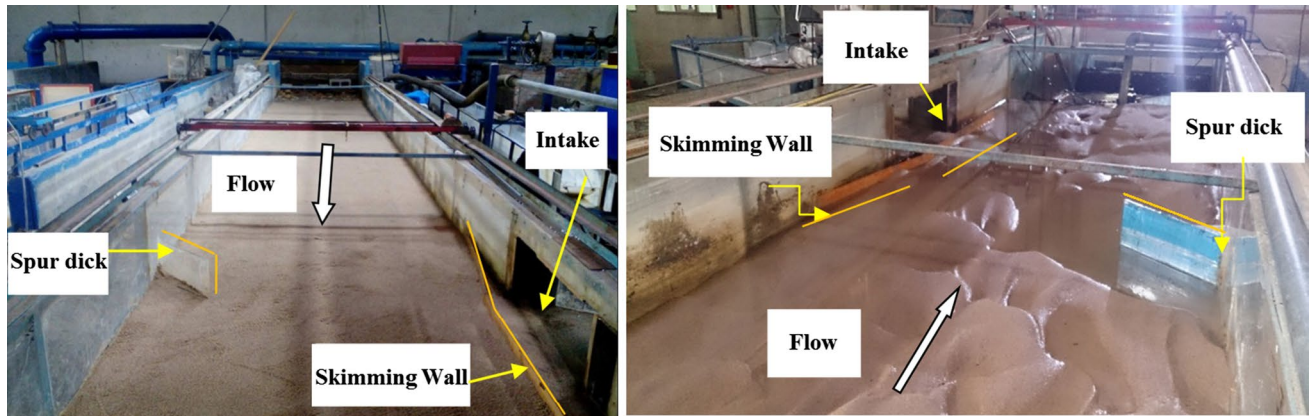 Intake
Flow
Spur dick
Skimming Wall
Intake
Skimming Wall
Spur dick
Flow